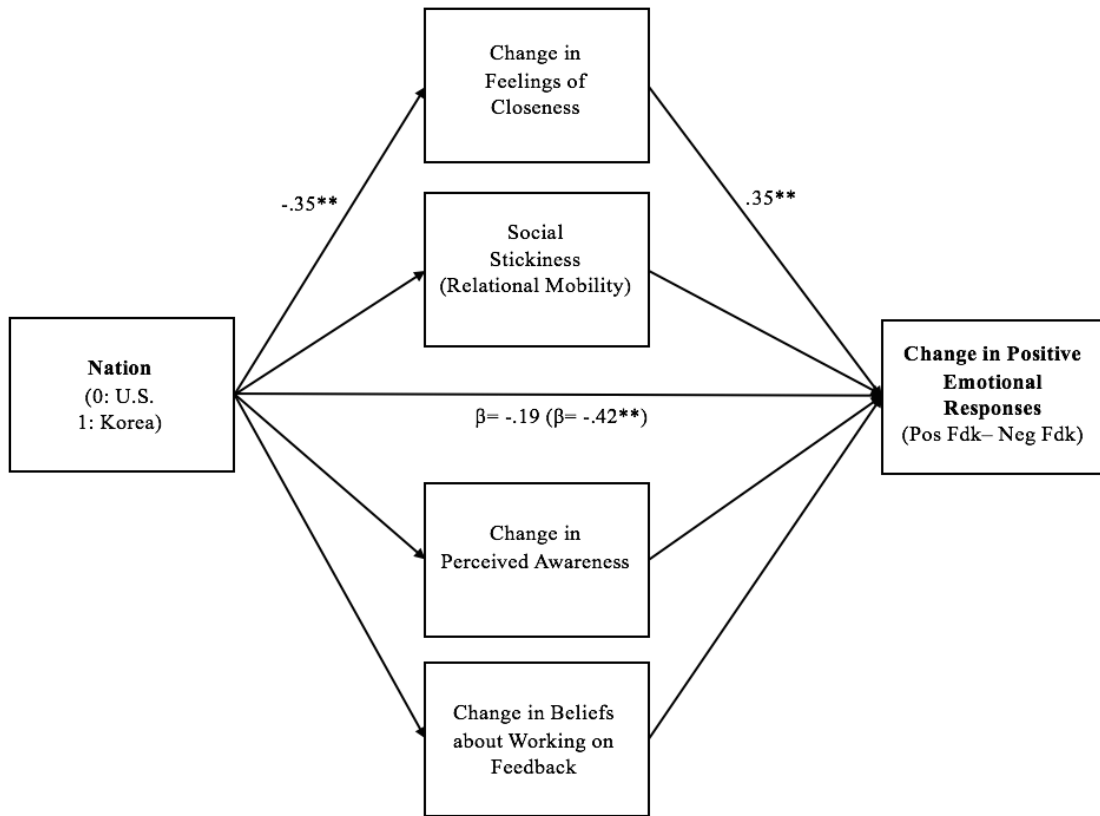 Change in
Feelings of
Closeness
-.35**
.35**
Social
Stickiness
(Relational Mobility)
Nation
(0: U.S.
1: Korea)
β= -.19 (β= -.42**)
Change in Positive
Emotional
Responses
(Pos Fdk– Neg Fdk)
Change in
Perceived Awareness
Change in Beliefs
about Working on
Feedback